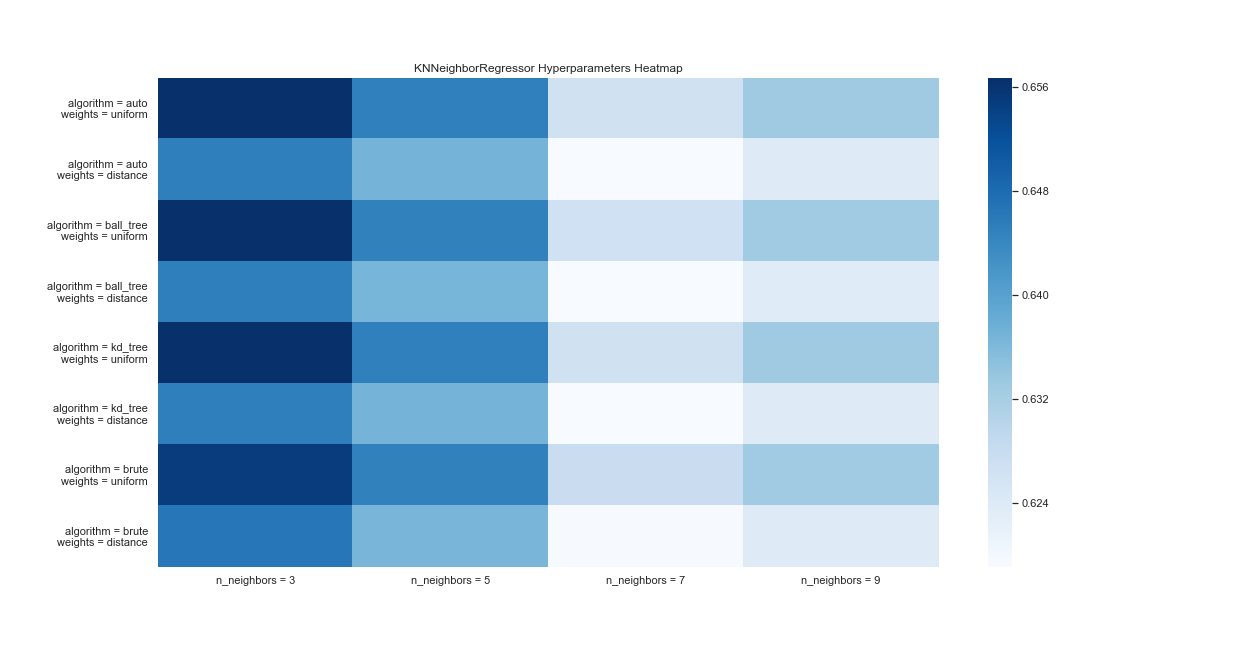 KNNeighborRegressor Hyperparameters Heatmap
algorithm = auto
weights = uniform
algorithm = auto
weights = distance
algorithm = ball_tree
weights = uniform
algorithm = ball_tree
weights = distance
algorithm = kd_tree
weights = uniform
algorithm = kd_tree
weights = distance
algorithm = brute
weights = uniform
algorithm = brute
weights = distance
n_neighbors = 3
n_neighbors = 5
n_neighbors = 7
n_neighbors = 9
0.656
0.648
0.640
0.632
0.624